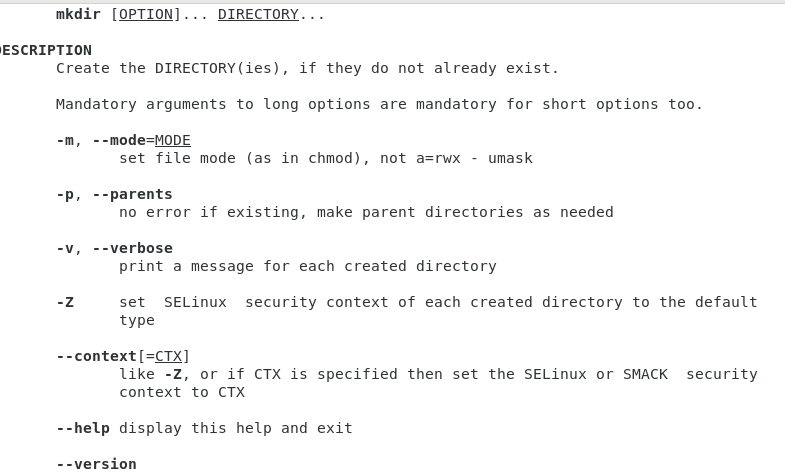 mkdir [OPTION]... DIRECTORY...
DESCRIPTION
Create the DIRECTORY(ies), if they do not already exist.
Mandatory arguments to long options are mandatory for short options too.
-m, --mode=MODE
set file mode (as in chmod), not a=rwx - umask
-p, --parents
no error if existing, make parent directories as needed
-v, --verbose
print a message for each created directory
-Z set SELinux security context of each created directory to the default
type
--context[=CTX]
like -Z, or if CTX is specified then set the SELinux or SMACK security
context to CTX
--help display this help and exit
--version